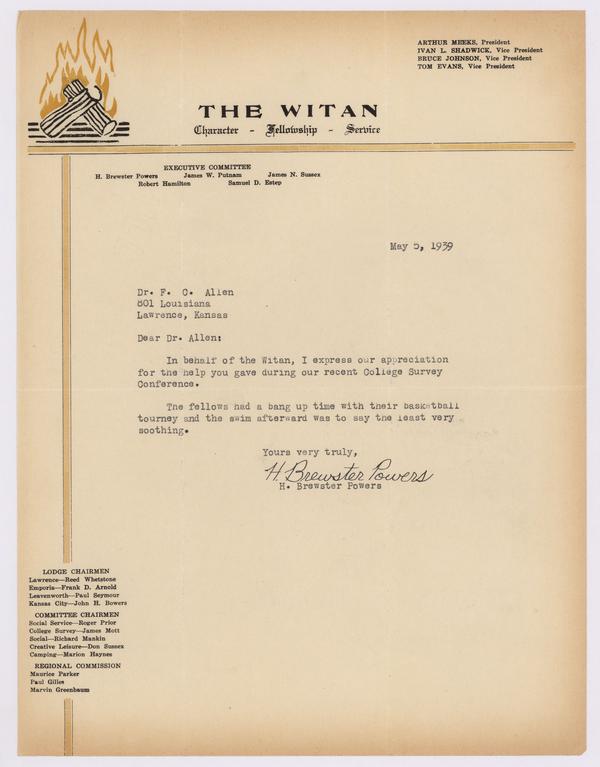 ARTHUR MEEKS, President
IVAN L. SHADWICK, Vice President
BRUCE JOHNSON, Vice President
TOM EVANS, Vice President
THE WITAN
Character - Fellowship - Service
EXECUTIVE COMMITTEE
H. Brewster Powers James W. Putnam James N. Sussex
Robert Hamilton Samuel D. Estep
May 5, 1939
Dr. F. C. Allen
801 Louisiana
Lawrence, Kansas
Dear Dr. Allen:
In behalf of the Witan, I express our appreciation
for the help you gave during our recent College Survey
Conference.
The fellows had a bang up time with their basketball
tourney and the swim afterward was to say the least very
soothing.
Yours very truly,
H. Brewster Powers
H. Brewster Powers
LODGE CHAIRMEN
Lawrence—Reed Whetstone
Emporia—Frank D. Arnold
Leavenworth—Paul Seymour
Kansas City—John H. Bowers
COMMITTEE CHAIRMEN
Social Service—Roger Prior
College Survey—James Mott
Social—Richard Mankin
Creative Leisure—Don Sussex
Camping—Marion Haynes
REGIONAL COMMISSION
Maurice Parker
Paul Gilles
Marvin Greenbaum